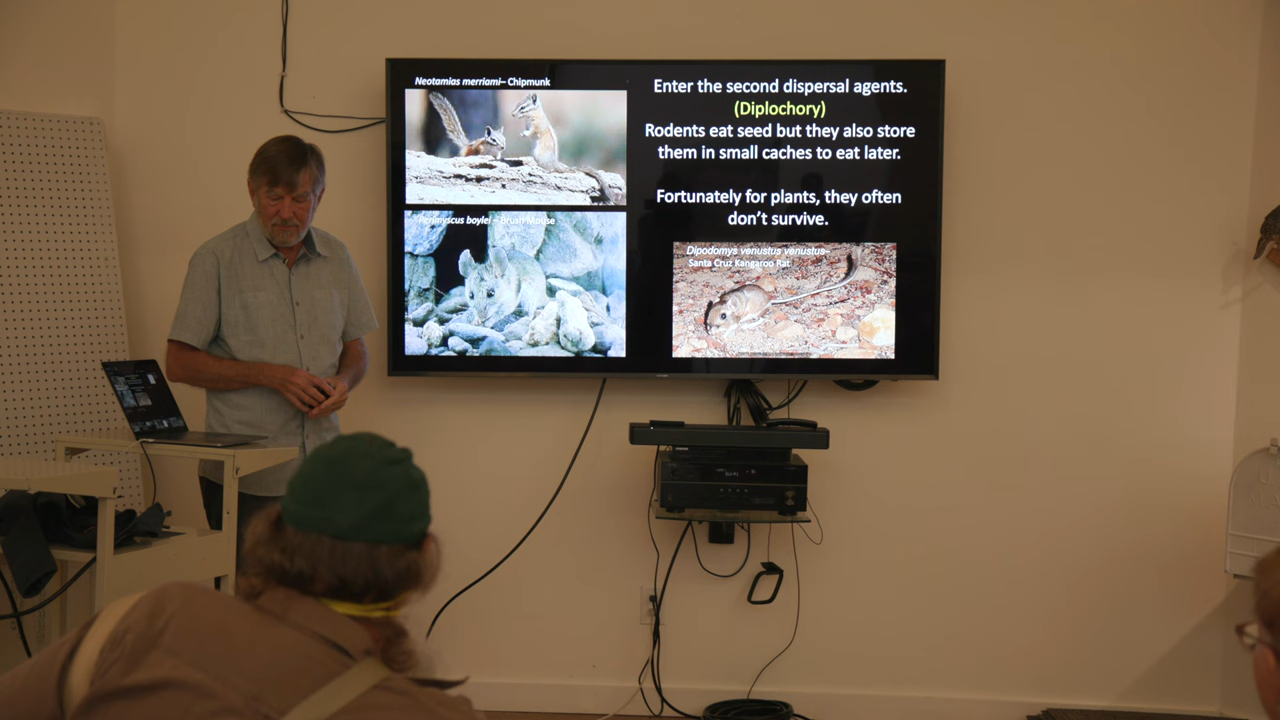 Neotamias merriami– Chipmunk
Perimyscus boylei – Brush Mouse
Enter the second dispersal agents.
(Diplochory)
Rodents eat seed but they also store
them in small caches to eat later.
Fortunately for plants, they often
don’t survive.
Dipodomys venustus venustus–
Santa Cruz Kangaroo Rat